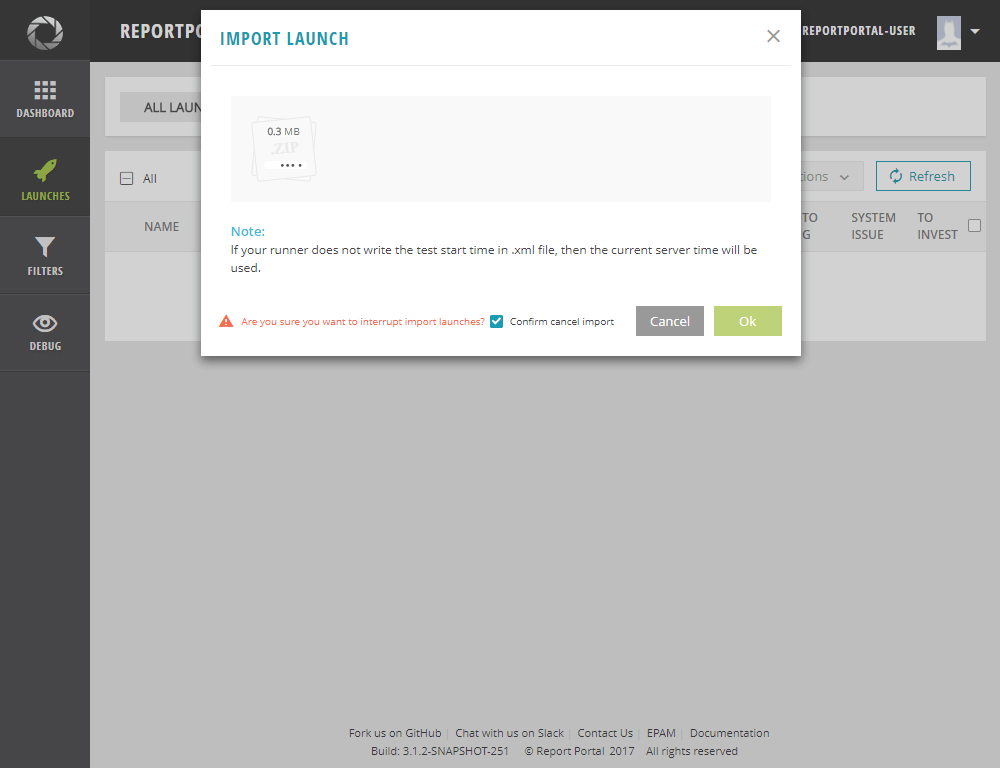 REPORTPO
REPORTPORTAL-USER
DASHBOARD
LAUNCHES
FILTERS
DEBUG
ALL LAUN
All
tions
Refresh
NAME
TO
G
SYSTEM
ISSUE
TO
INVEST
IMPORT LAUNCH
0.3 MB
.ZIP
Note:
If your runner does not write the test start time in .xml file, then the current server time will be
used.
Are you sure you want to interrupt import launches? Confirm cancel import
Cancel
Ok
Fork us on GitHub Chat with us on Slack Contact Us EPAM Documentation
Build: 3.1.2-SNAPSHOT-251 © Report Portal 2017 All rights reserved